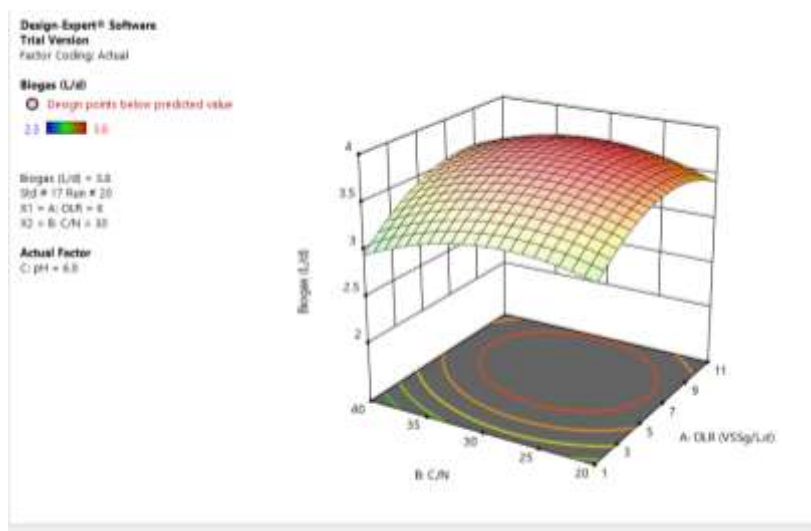 Design-Expert® Software
Trial Version
Factor Coding: Actual
Biogas (L/d)
Design points below predicted value
2.3 3.8
Biogas (L/d) = 3.8
Std # 17 Run # 20
X1 = A: OLR = 6
X2 = B: C/N = 30
Actual Factor
C: pH = 6.8
4
3.5
3
2.5
2
Biogas (L/d)
40
35
30
25
20
B: C/N
1
3
5
7
9
11
A: OLR (VSSg/L.d)